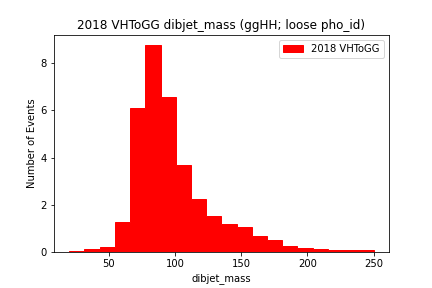 2018 VHToGG dibjet_mass (ggHH; loose pho_id)
2018 VHToGG
Number of Events
8
6
4
2
0
50 100 150 200 250
dibjet_mass